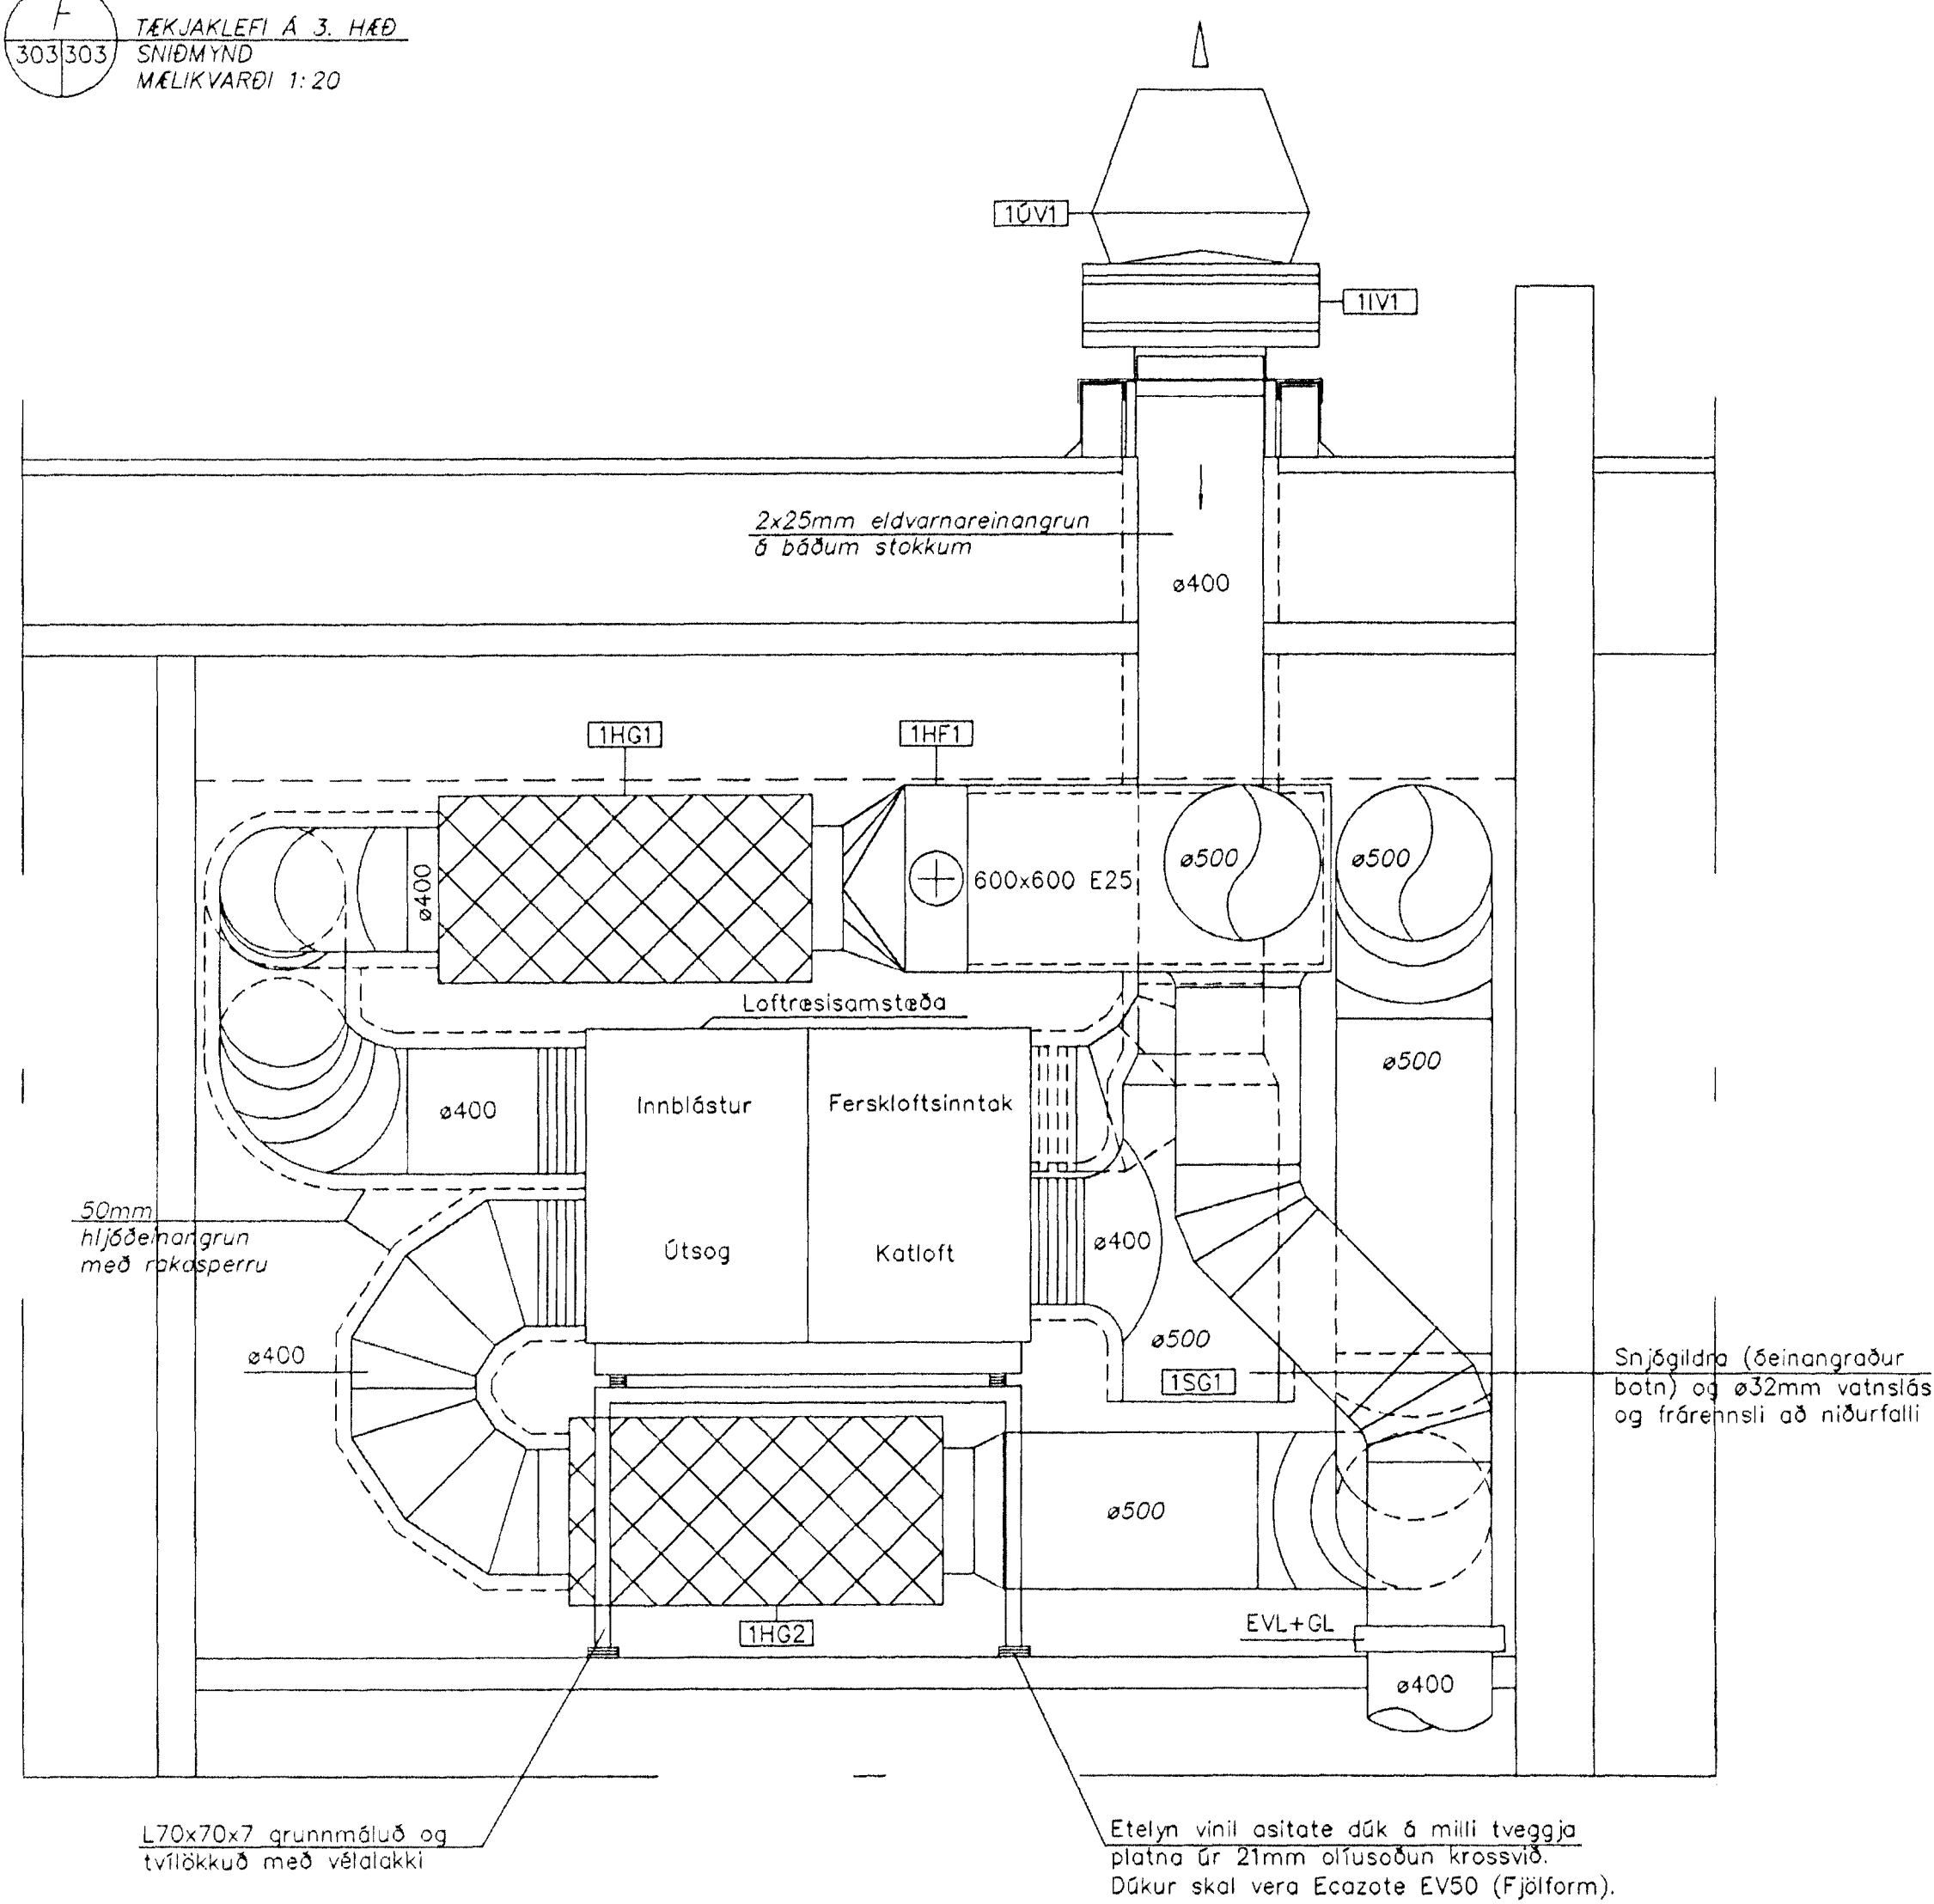 F
303 303
TÆKJAKLEFI Á 3. HÆÐ
SNIÐMYND
MÆLIKVARÐI 1:20
1ÚV1
1IV1
2x25mm eldvarnareinangrun
á báðum stokkum
ø400
1HG1
1HF1
ø400
600x600 E25
ø500
ø500
Loftræsisamstæða
ø500
ø400
Innblástur
Ferskloftsinntak
50mm
hljóðeinangrun
með rakasperru
Útsog
Katloft
ø400
ø500
ø400
1SG1
Snjógildra (óeinangraður
botn) og ø32mm vatnslás
og frárennsli að niðurfalli
ø500
1HG2
EVL+GL
ø400
L70x70x7 grunnmáluð og
tvílökkuð með vélalakki
Etelyn vinil asitate dúk á milli tveggja
platna úr 21mm olíusoðun krossvið.
Dúkur skal vera Ecazote EV50 (Fjölform).